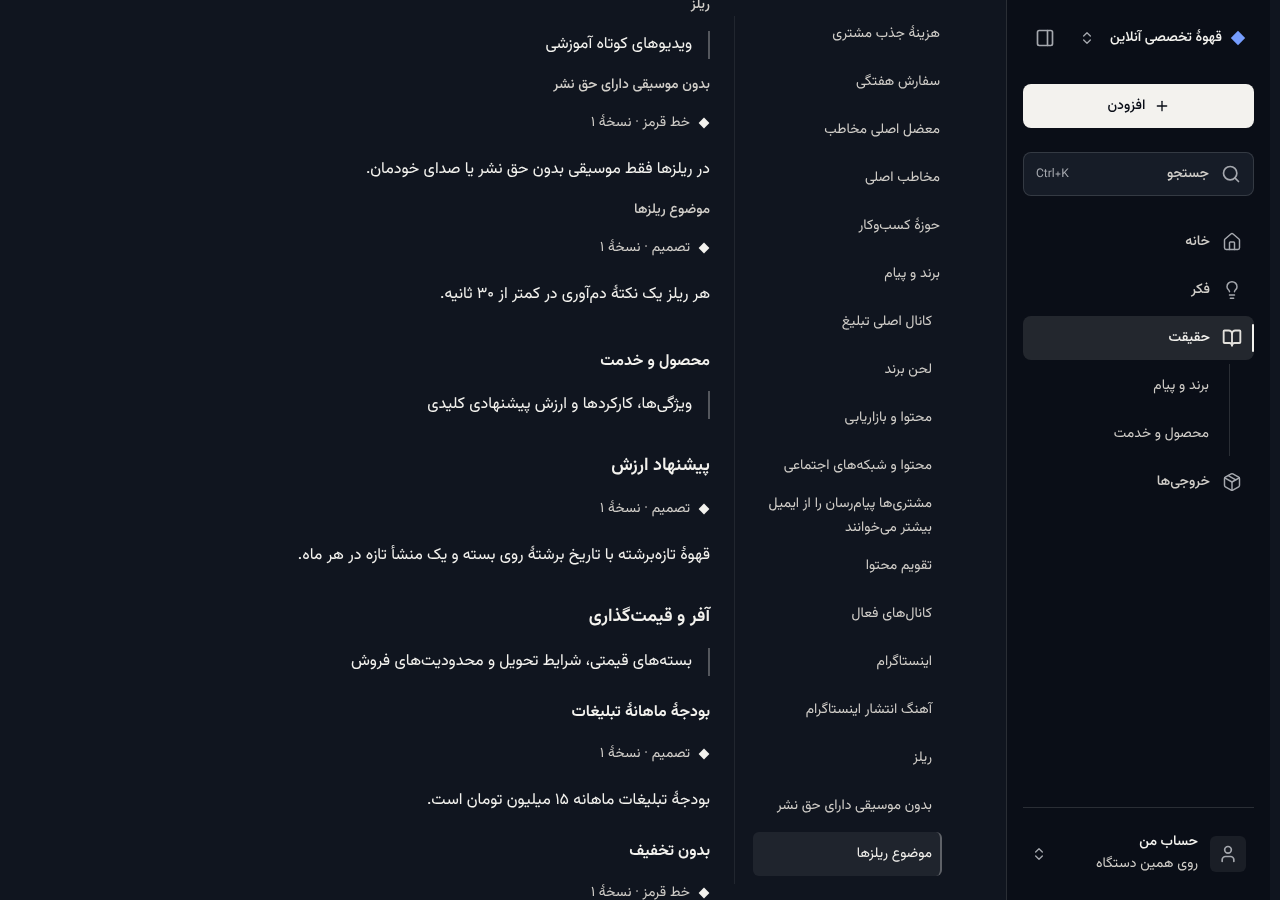 قهوهٔ تخصصی آنلاین
افزودن
جستجو
Ctrl+K
خانه
فکر
حقیقت
برند و پیام
محصول و خدمت
خروجی‌ها
حساب من
روی همین دستگاه
هزینهٔ جذب مشتری
سفارش هفتگی
معضل اصلی مخاطب
مخاطب اصلی
حوزهٔ کسب‌وکار
برند و پیام
کانال اصلی تبلیغ
لحن برند
محتوا و بازاریابی
محتوا و شبکه‌های اجتماعی
مشتری‌ها پیام‌رسان را از ایمیل
بیشتر می‌خوانند
تقویم محتوا
کانال‌های فعال
اینستاگرام
آهنگ انتشار اینستاگرام
ریلز
بدون موسیقی دارای حق نشر
موضوع ریلزها
ریلز
ویدیوهای کوتاه آموزشی
بدون موسیقی دارای حق نشر
خط قرمز · نسخهٔ ۱
در ریلزها فقط موسیقی بدون حق نشر یا صدای خودمان.
موضوع ریلزها
تصمیم · نسخهٔ ۱
هر ریلز یک نکتهٔ دم‌آوری در کمتر از ۳۰ ثانیه.
محصول و خدمت
ویژگی‌ها، کارکردها و ارزش پیشنهادی کلیدی
پیشنهاد ارزش
تصمیم · نسخهٔ ۱
قهوهٔ تازه‌برشته با تاریخ برشتهٔ روی بسته و یک منشأ تازه در هر ماه.
آفر و قیمت‌گذاری
بسته‌های قیمتی، شرایط تحویل و محدودیت‌های فروش
بودجهٔ ماهانهٔ تبلیغات
تصمیم · نسخهٔ ۱
بودجهٔ تبلیغات ماهانه ۱۵ میلیون تومان است.
بدون تخفیف
خط قرمز · نسخهٔ ۱